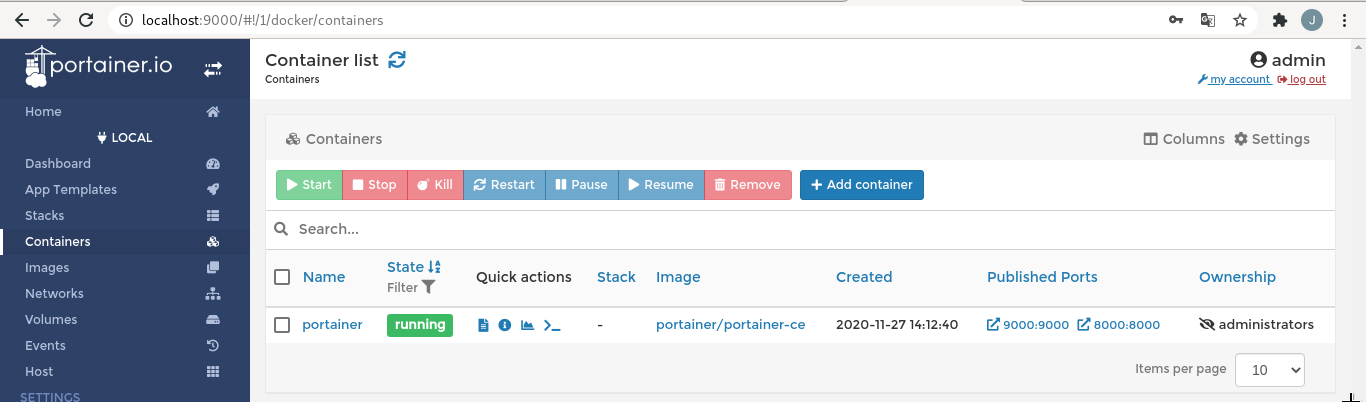 localhost:9000/#!/1/docker/containers
J
portainer.io
Home
LOCAL
Dashboard
App Templates
Stacks
Containers
Images
Networks
Volumes
Events
Host
SETTINGS
Container list
Containers
admin
my account log out
Containers
Columns Settings
Start Stop Kill Restart Pause Resume Remove + Add container
Search...
Name State Filter Quick actions Stack Image Created Published Ports Ownership
portainer running - portainer/portainer-ce 2020-11-27 14:12:40 9000:9000 8000:8000 administrators
Items per page 10